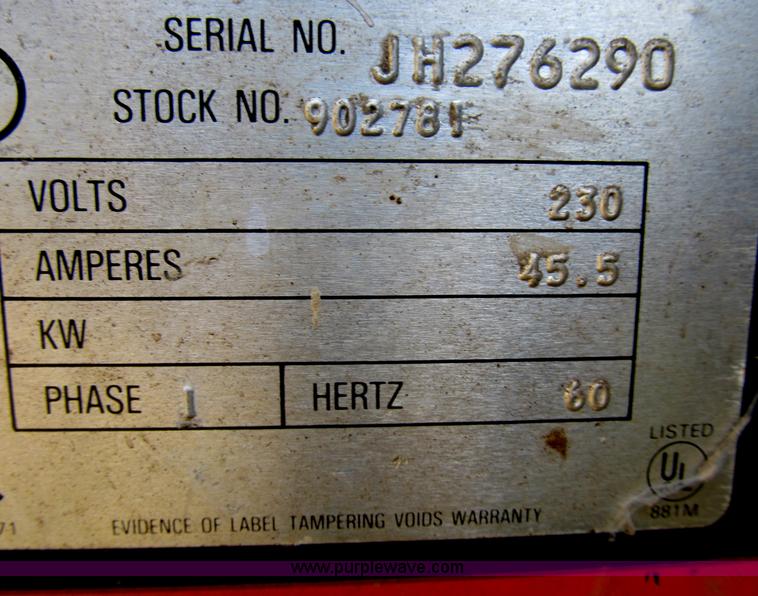 SERIAL NO. JH276290
STOCK NO. 902781
VOLTS 230
AMPERES 45.5
KW
PHASE 1 HERTZ 60
LISTED
UL
881M
71
EVIDENCE OF LABEL TAMPERING VOIDS WARRANTY
www.purplewave.com